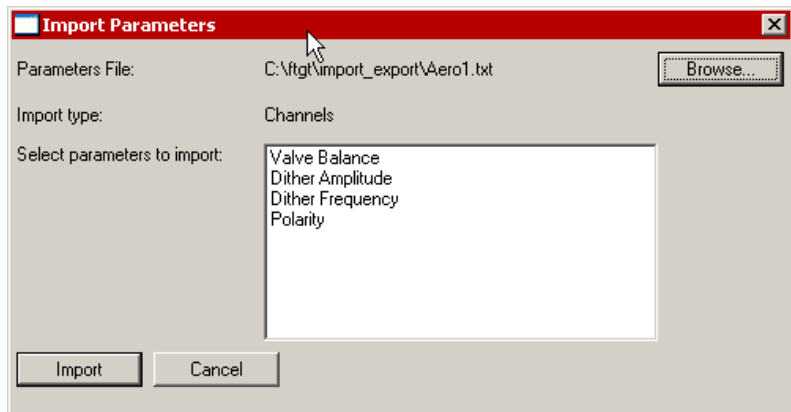 Import Parameters
Parameters File: C:\ftgt\import_export\Aero1.txt Browse...
Import type: Channels
Select parameters to import: Valve Balance
Dither Amplitude
Dither Frequency
Polarity
Import Cancel